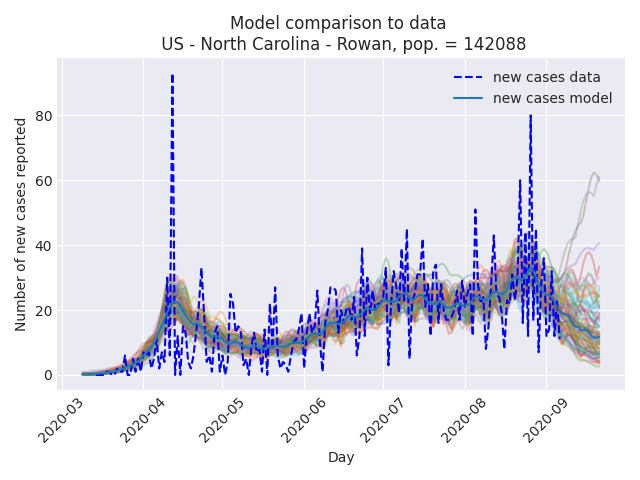 Model comparison to data
US - North Carolina - Rowan, pop. = 142088
new cases data
new cases model
Number of new cases reported
80
60
40
20
0
2020-03
2020-04
2020-05
2020-06
2020-07
2020-08
2020-09
Day